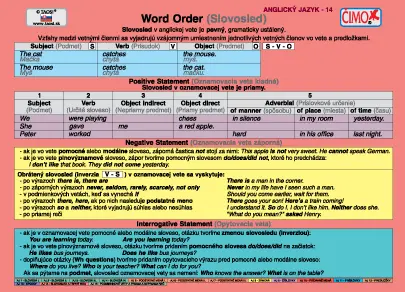 © TAOSI®
www.taosi.sk
ANGLICKÝ JAZYK - 14
CIMO
Word Order (Slovosled)
Slovosled v anglickej vete je pevný, gramaticky ustálený.
Vzťahy medzi vetnými členmi sa vyjadrujú vzájomným umiestnením jednotlivých vetných členov vo vete a predložkami.
Subject (Podmet) S Verb (Prísudok) V Object (Predmet) O S - V - O
The cat catches the mouse.
Mačka chytá myš.
The mouse catches the cat.
Myš chytá mačku.
Positive Statement (Oznamovacia veta kladná)
Slovosled v oznamovacej vete je priamy.
1 2 3 4 5
Subject Verb Object indirect Object direct Adverbial (Príslovkové určenie)
(Podmet) (Určité sloveso) (Nepriamy predmet) (Priamy predmet) of manner (spôsobu) of place (miesta) of time (času)
We were playing chess in silence in my room yesterday.
She gave me a red apple.
Peter worked hard in his office last night.
Negative Statement (Oznamovacia veta záporná)
- ak je vo vete pomocné alebo modálne sloveso, záporná častica not stojí za ním: This apple is not very sweet. He cannot speak German.
- ak je vo vete plnovýznamové sloveso, zápor tvoríme pomocným slovesom do/does/did not, ktoré ho predchádza:
I don't like that book. They did not come yesterday.
Obrátený slovosled (inverzia V - S ) v oznamovacej vete sa vyskytuje:
- po výrazoch there is, there are There is a man in the corner.
- po záporných výrazoch never, seldom, rarely, scarcely, not only Never in my life have I seen such a man.
- v podmienkových vetách, keď sa vynechá if Should you come earlier, wait for them.
- po výrazoch there, here, ak po nich nasleduje podstatné meno There goes your son! Here's a train coming!
- po výrazoch so a neither, ktoré vyjadrujú súhlas alebo nesúhlas I understand it. So do I. I don't like him. Neither does she.
- po priamej reči "What do you mean?" asked Henry.
Interrogative Statement (Opytovacia veta)
- ak je vo oznamovacej vete pomocné alebo modálne sloveso, otázku tvoríme zmenou slovosledu (inverziou):
You are leaving today Are you leaving today?
- ak je vo vete oznamovacej plnovýznamové sloveso, otázku tvoríme pridaním pomocného slovesa do/does/did na začiatok:
He likes journeys. Does he like journeys?
- doplňovacie otázky (Wh questions) tvoríme pridaním opytovacieho výrazu pred pomocné alebo modálne sloveso:
Where do you live? Who is your teacher? What can I do for you?
Ak sa pýtame na podmet, slovosled oznamovacej vety sa nemení: Who knows the answer? What is on the table?